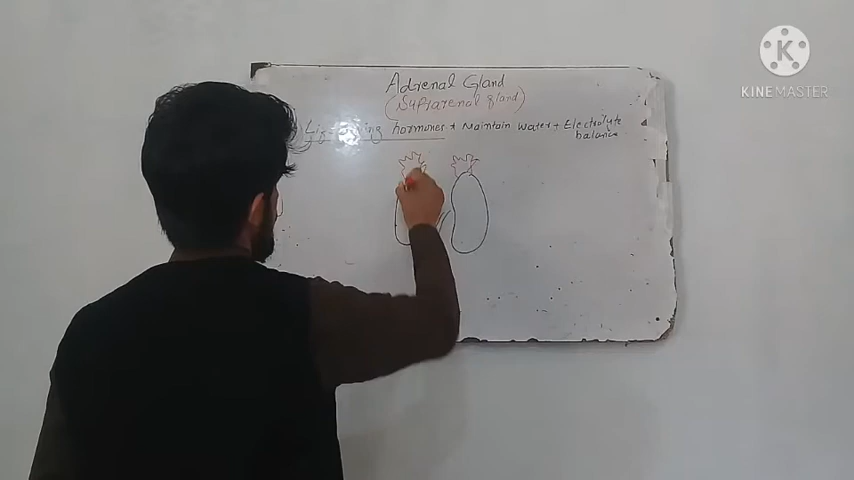 Adrenal Gland
(Suprarenal gland)
hormones * Maintain water + Electrolyte
balance
K
KINEMASTER